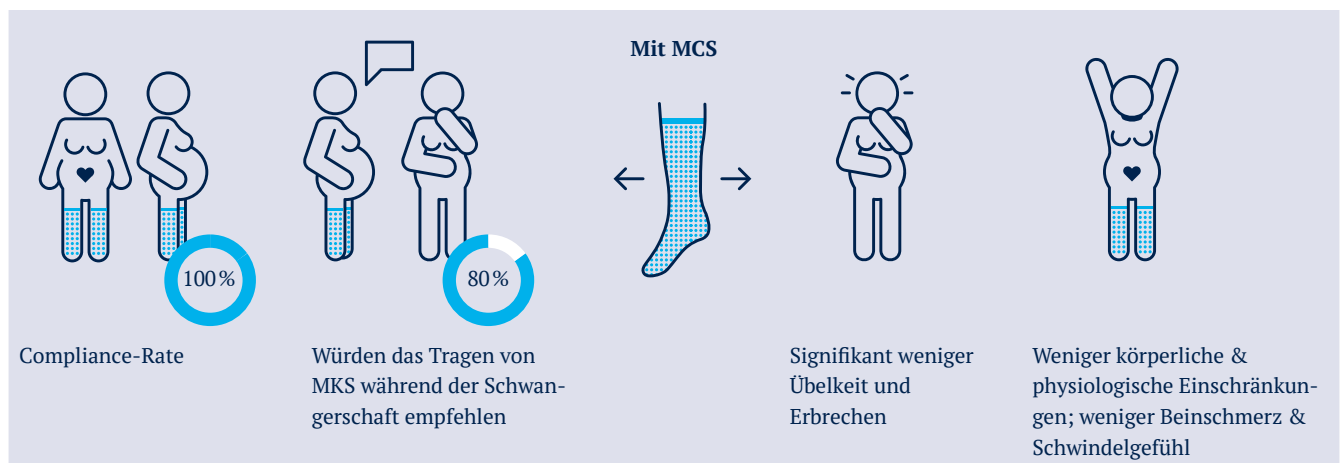 Mit MCS
100 %
80 %
Compliance-Rate
Würden das Tragen von
MKS während der Schwan-
gerschaft empfehlen
Signifikant weniger
Übelkeit und
Erbrechen
Weniger körperliche &
physiologische Einschränkun-
gen; weniger Beinschmerz &
Schwindelgefühl